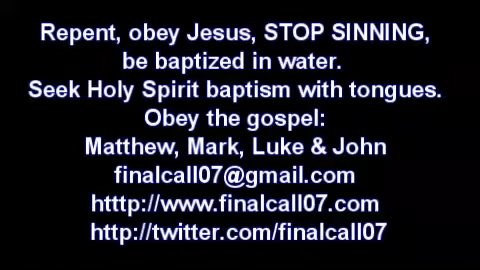 Repent, obey Jesus, STOP SINNING,
be baptized in water.
Seek Holy Spirit baptism with tongues.
Obey the gospel:
Matthew, Mark, Luke & John
finalcall07@gmail.com
htttp://www.finalcall07.com
http://twitter.com/finalcall07